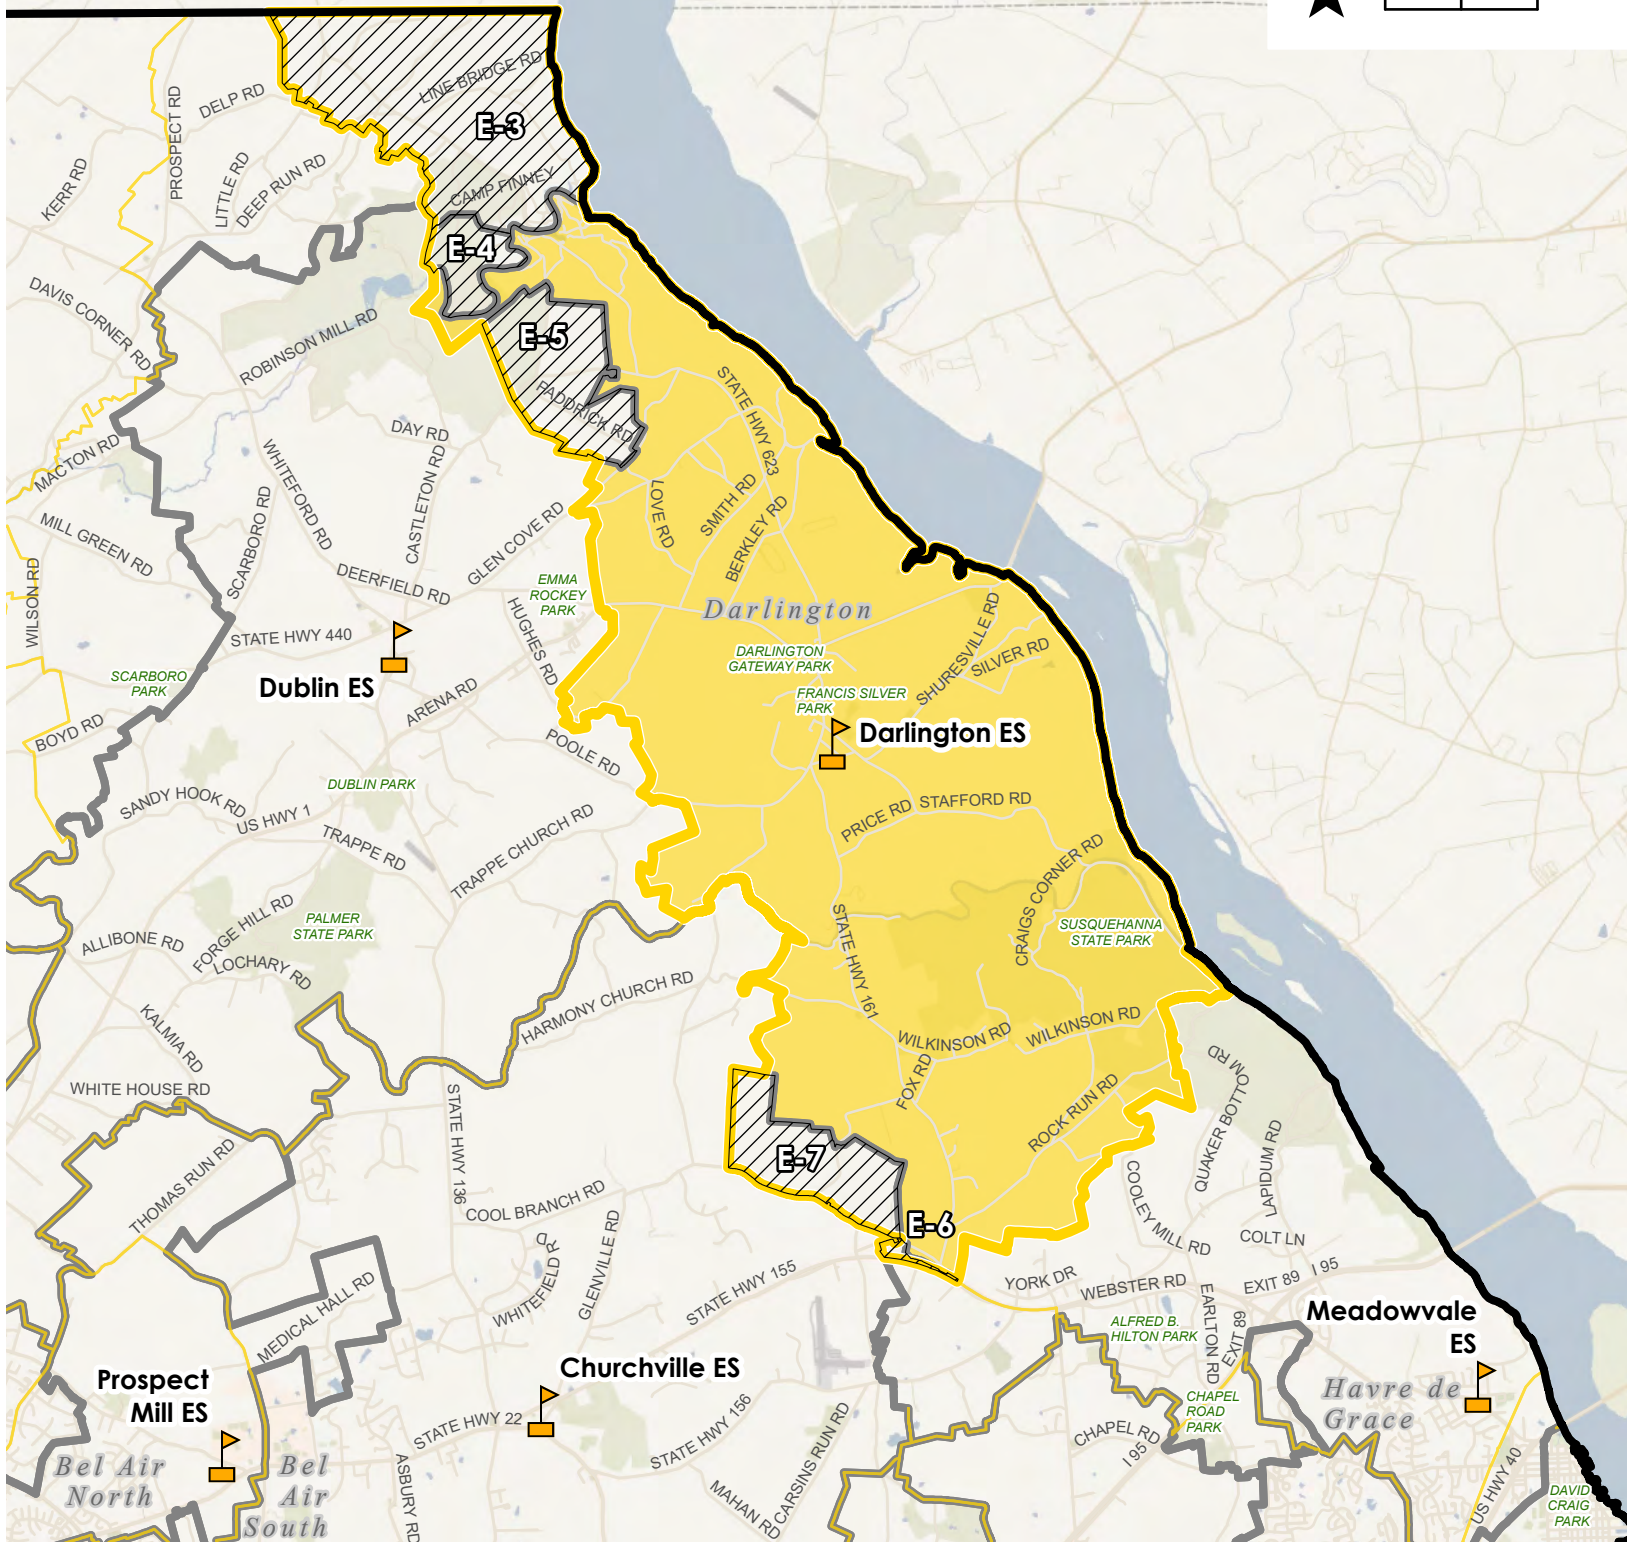 LINE BRIDGE RD
E-3
DELP RD
PROSPECT RD
KERR RD
LITTLE RD
DEEP RUN RD
CAMP FINNEY
E-4
DAVIS CORNER RD
ROBINSON MILL RD
E-5
PADDRICK RD
STATE HWY 623
DAY RD
MACTON RD
WHITEFORD RD
CASTLETON RD
SCARBORO RD
MILL GREEN RD
GLEN COVE RD
LOVE RD
SMITH RD
BERKLEY RD
WILSON RD
DEERFIELD RD
EMMA
ROCKEY
PARK
HUGHES RD
Darlington
STATE HWY 440
Dublin ES
SCARBORO
PARK
DARLINGTON
GATEWAY PARK
SHURESVILLE RD
SILVER RD
FRANCIS SILVER
PARK
Darlington ES
ARENA RD
BOYD RD
POOLE RD
DUBLIN PARK
SANDY HOOK RD
US HWY 1
TRAPPE RD
TRAPPE CHURCH RD
PRICE RD
STAFFORD RD
CRAIGS CORNER RD
FORGE HILL RD
PALMER
STATE PARK
ALLIBONE RD
LOCHARY RD
STATE HWY 161
SUSQUEHANNA
STATE PARK
HARMONY CHURCH RD
KALMIA RD
WILKINSON RD
WILKINSON RD
WHITE HOUSE RD
FOX RD
ROCK RUN RD
QUAKER BOTTOM RD
STATE HWY 136
THOMAS RUN RD
E-7
LAPIDUM RD
COOLEY MILL RD
COOL BRANCH RD
E-6
COLT LN
WHITEFIELD RD
GLENVILLE RD
STATE HWY 155
YORK DR
WEBSTER RD
EXIT 89
I 95
MEDICAL HALL RD
EARLTON RD
EXIT 89
ALFRED B.
HILTON PARK
Meadowvale
ES
Churchville ES
Prospect
Mill ES
CHAPEL
ROAD
PARK
Havre de
Grace
STATE HWY 22
STATE HWY 156
CARSINS RUN RD
CHAPEL RD
I 95
Bel Air
North
Bel
Air
South
ASBURY RD
MAHAN RD
US HWY 40
DAVID
CRAIG
PARK